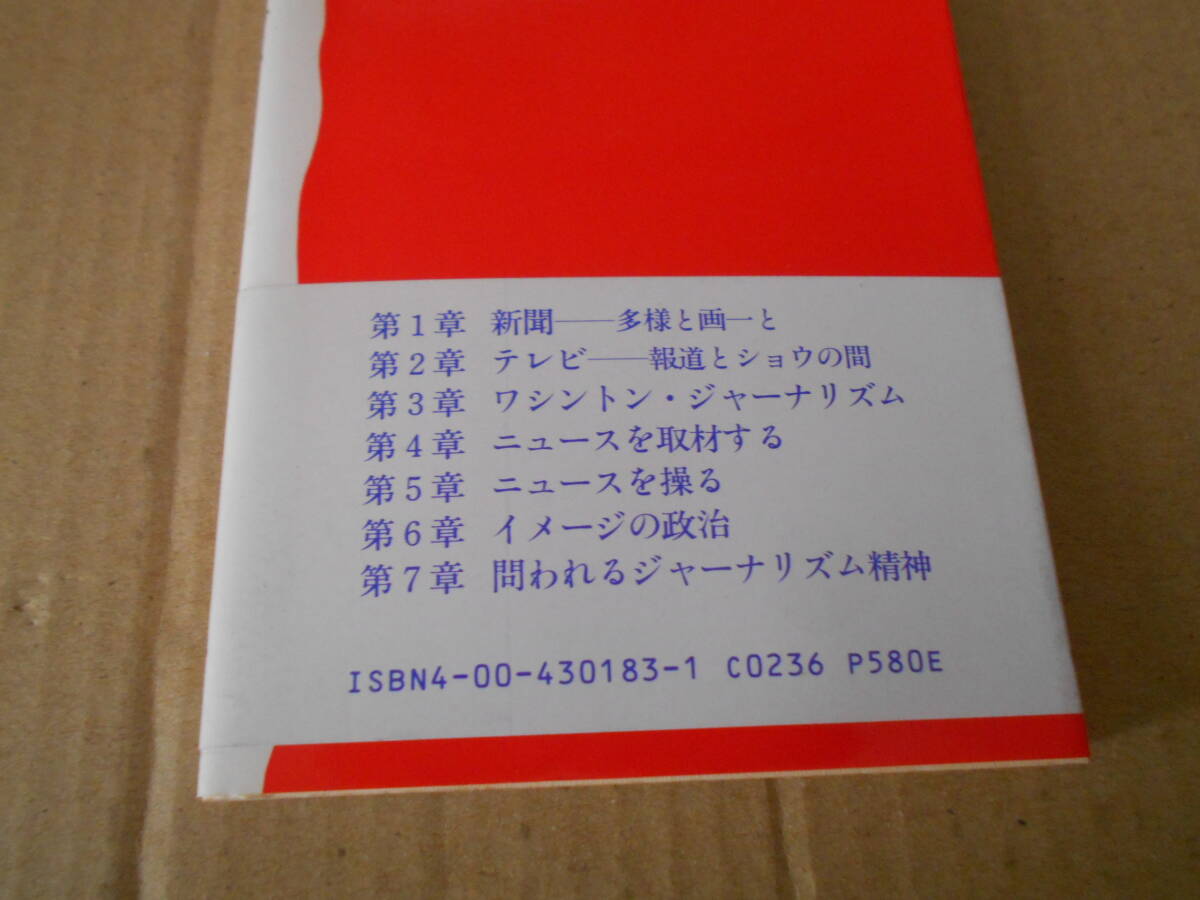 第1章 新聞――多様と画一と
第2章 テレビ――報道とショウの間
第3章 ワシントン・ジャーナリズム
第4章 ニュースを取材する
第5章 ニュースを操る
第6章 イメージの政治
第7章 問われるジャーナリズム精神
ISBN4-00-430183-1 C0236 P580E